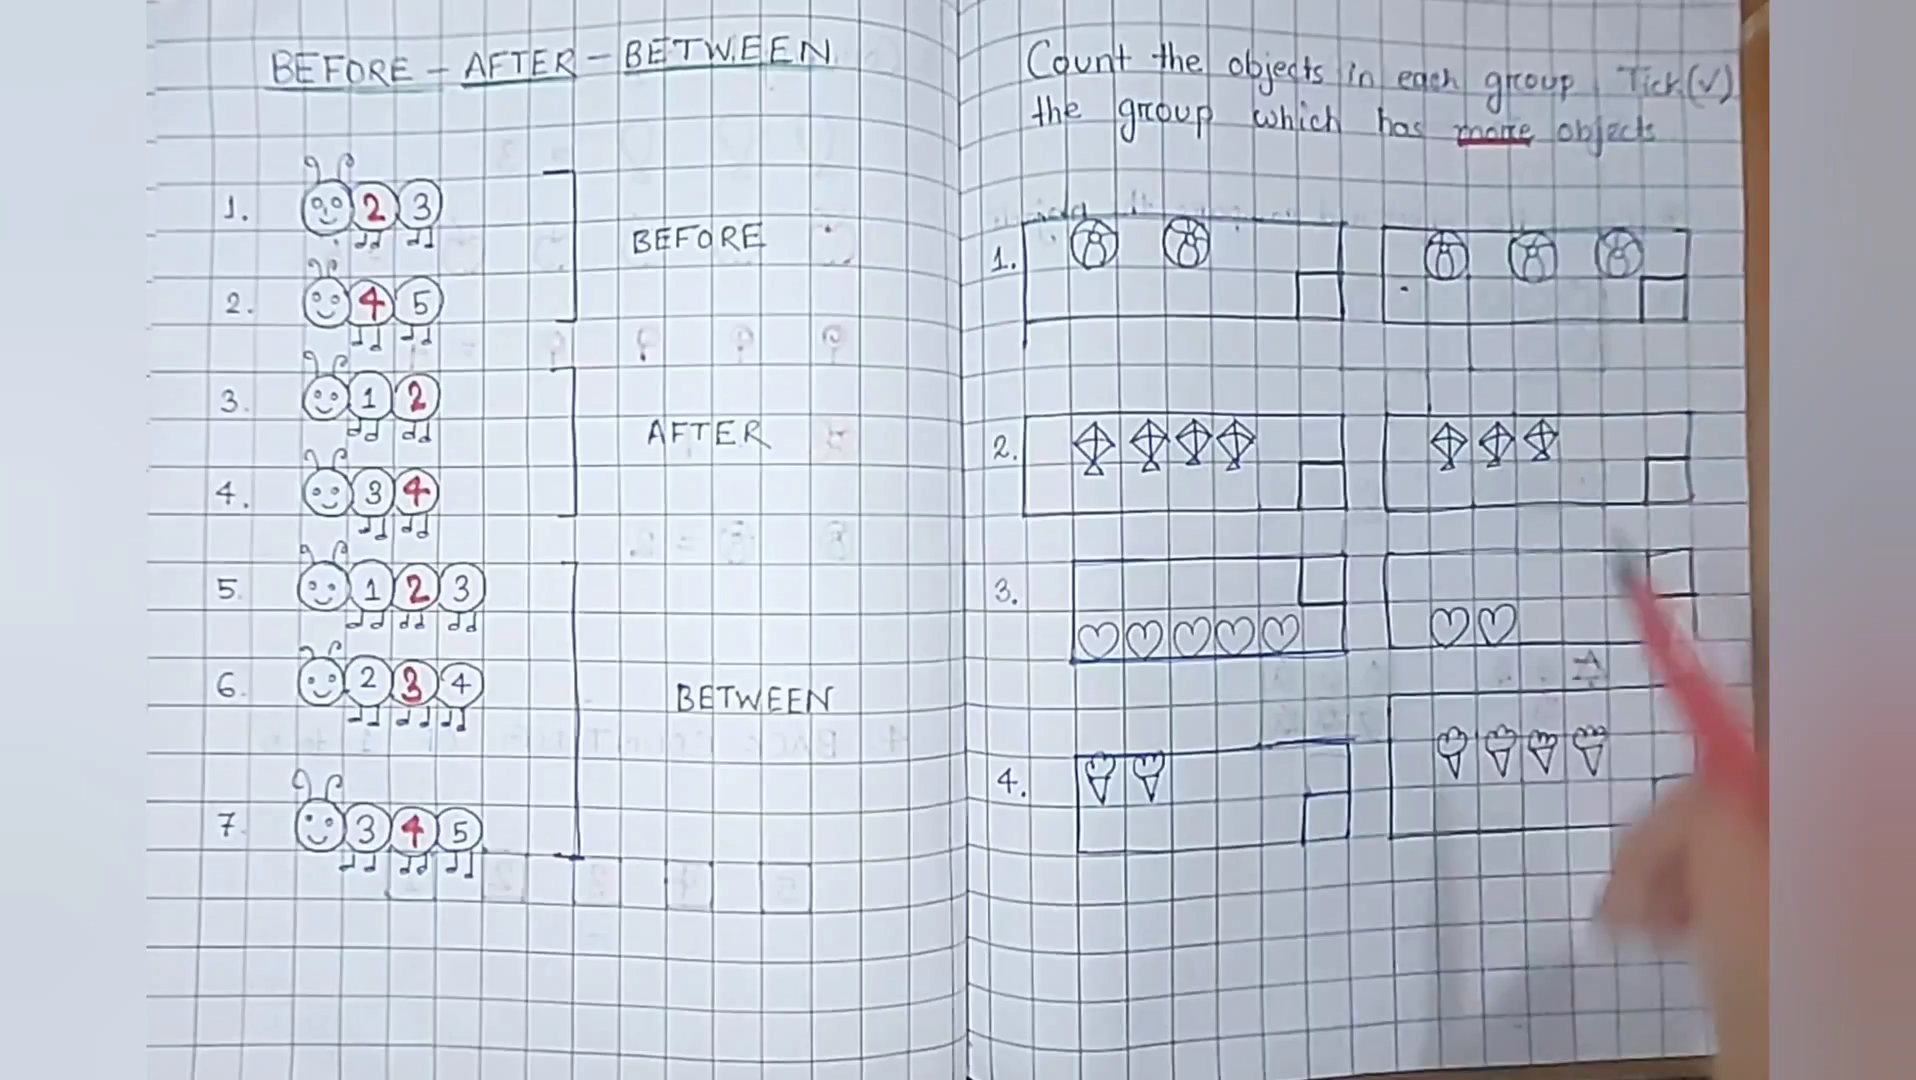 BEFORE - AFTER - BETWEEN
1. 2 3
2. 4 5
BEFORE
3. 1 2
4. 3 4
AFTER
5. 1 2 3
6. 2 3 4
7. 3 4 5
BETWEEN
Count the objects in each group. Tick (✓)
the group which has more objects
1.
2.
3.
4.